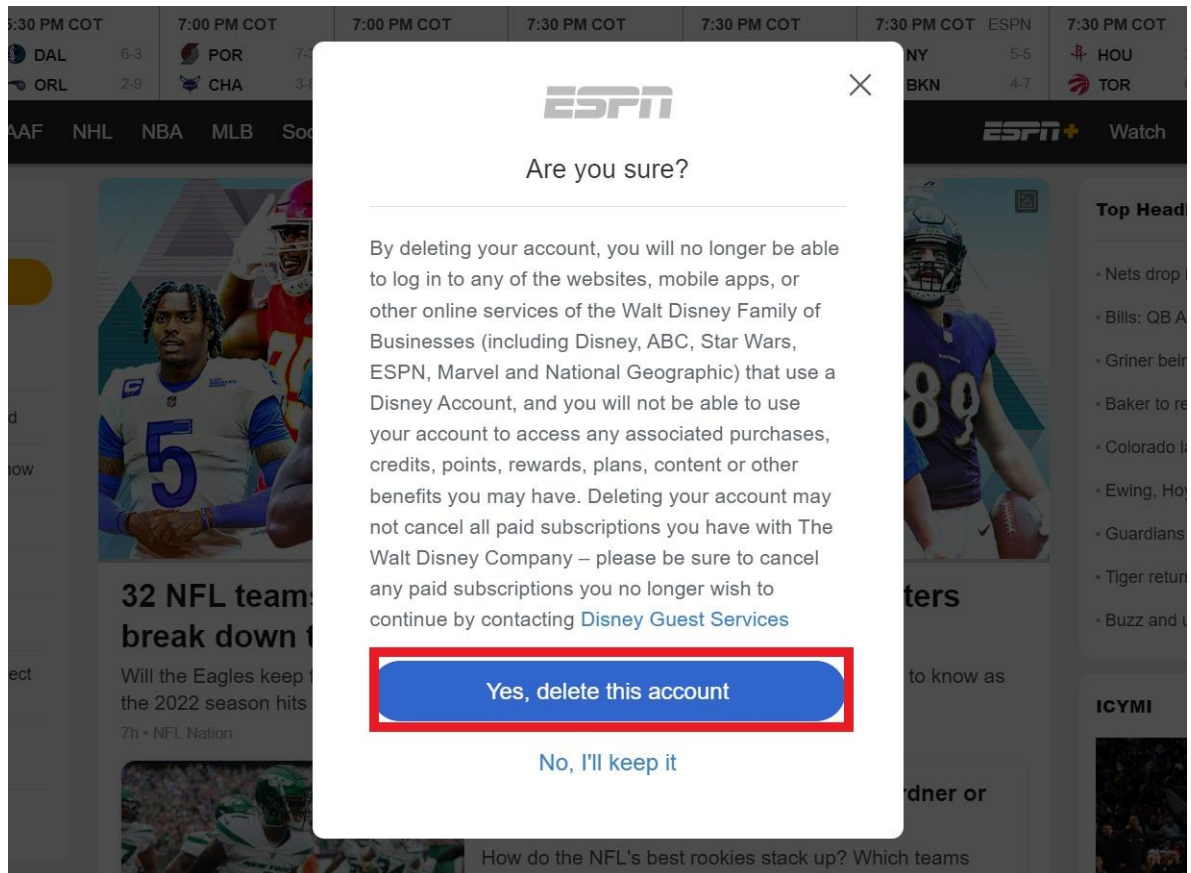 5:30 PM COT 7:00 PM COT 7:00 PM COT 7:30 PM COT 7:30 PM COT 7:30 PM COT ESPN 7:30 PM COT
DAL 6-3 POR NY 5-5 HOU
ORL 2-9 CHA BKN 4-7 TOR
NHL NBA MLB ESPN+ Watch
ESPN
Are you sure?
By deleting your account, you will no longer be able
to log in to any of the websites, mobile apps, or
other online services of the Walt Disney Family of
Businesses (including Disney, ABC, Star Wars,
ESPN, Marvel and National Geographic) that use a
Disney Account, and you will not be able to use
your account to access any associated purchases,
credits, points, rewards, plans, content or other
benefits you may have. Deleting your account may
not cancel all paid subscriptions you have with The
Walt Disney Company – please be sure to cancel
any paid subscriptions you no longer wish to
continue by contacting Disney Guest Services
Yes, delete this account
No, I'll keep it
5
89
32 NFL teams
break down
Will the Eagles keep to know as
the 2022 season hits
7h • NFL Nation
or
How do the NFL's best rookies stack up? Which teams
Top
Nets drop
Bills: QB
Griner
Baker to
Colorado
Ewing,
Guardians
Tiger
Buzz and
ICYMI